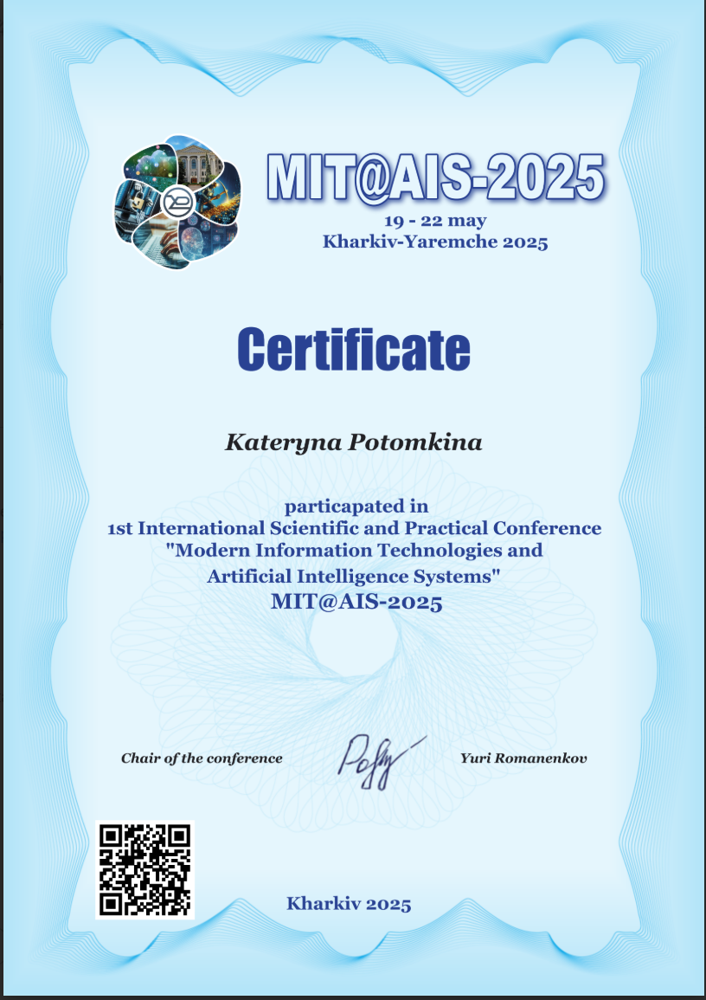 MIT@AIS-2025
19 - 22 may
Kharkiv-Yaremche 2025
Certificate
Kateryna Potomkina
particapated in
1st International Scientific and Practical Conference
"Modern Information Technologies and
Artificial Intelligence Systems"
MIT@AIS-2025
Chair of the conference
Yuri Romanenkov
Kharkiv 2025